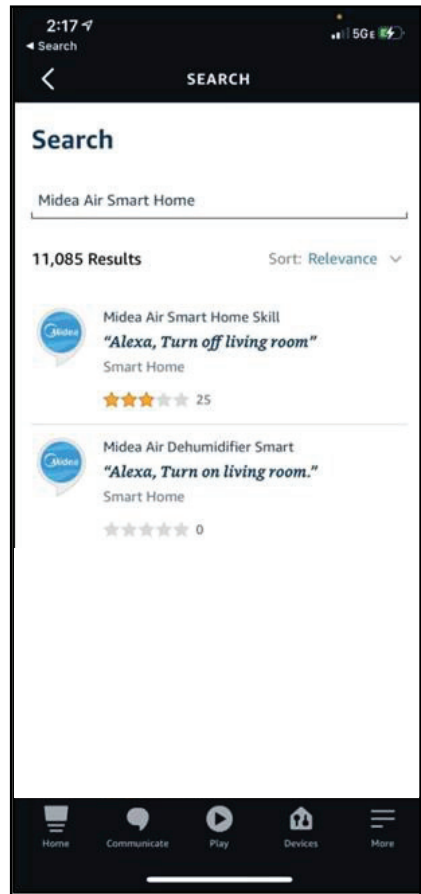 2:17
5GE
◄ Search
SEARCH
Search
Midea Air Smart Home
11,085 Results
Sort: Relevance
Midea
Midea Air Smart Home Skill
“Alexa, Turn off living room”
Smart Home
25
Midea
Midea Air Dehumidifier Smart
“Alexa, Turn on living room.”
Smart Home
0
Home
Communicate
Play
Devices
More